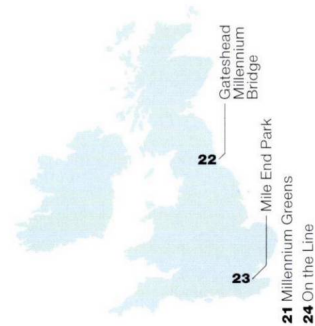 22
Gateshead
Millennium
Bridge
23
Mile End Park
21 Millennium Greens
24 On the Line